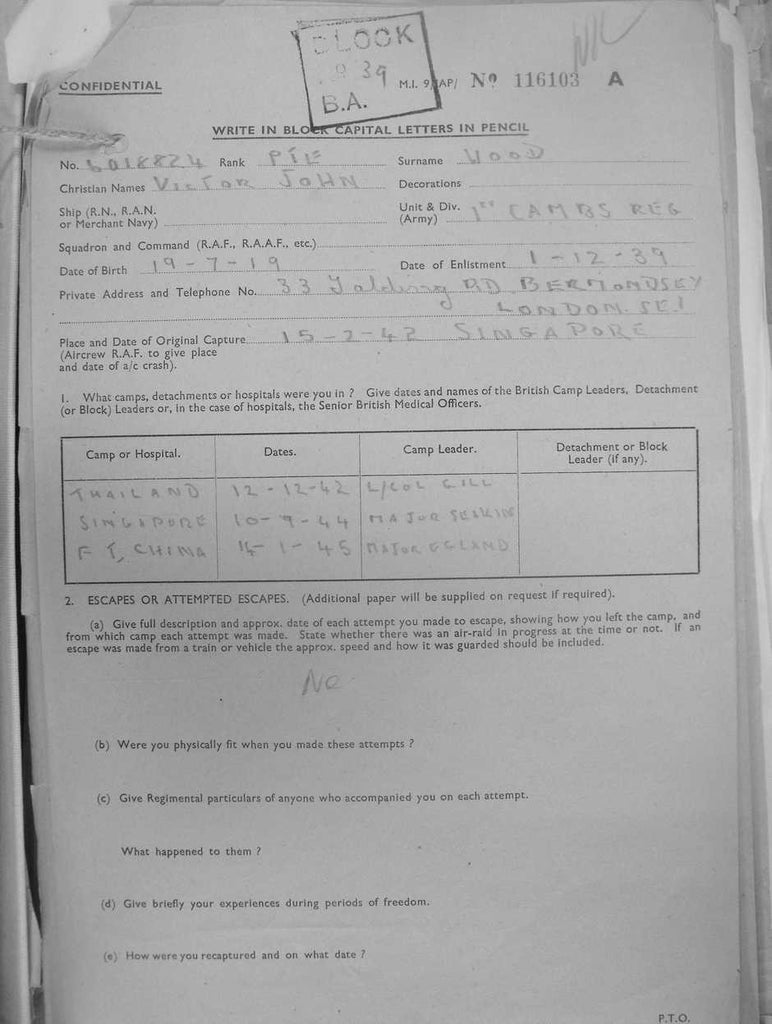 LOOK
9 39
B.A.
CONFIDENTIAL
M.I. 9/JAP/ No 116103 A
WRITE IN BLOCK CAPITAL LETTERS IN PENCIL
No. 6018824 Rank PTE Surname WOOD
Christian Names VICTOR JOHN Decorations
Ship (R.N., R.A.N. or Merchant Navy) Unit & Div. (Army) 1ST CAMBS REG
Squadron and Command (R.A.F., R.A.A.F., etc.)
Date of Birth 19-7-19 Date of Enlistment 1-12-39
Private Address and Telephone No. 33 Yalding RD BERMONDSEY
LONDON. SE1
Place and Date of Original Capture 15-2-42 SINGAPORE
(Aircrew R.A.F. to give place
and date of a/c crash).
1. What camps, detachments or hospitals were you in ? Give dates and names of the British Camp Leaders, Detachment
(or Block) Leaders or, in the case of hospitals, the Senior British Medical Officers.
Camp or Hospital. Dates. Camp Leader. Detachment or Block Leader (if any).
THAILAND 12-12-42 L/COL GILL
SINGAPORE 10-9-44 MAJOR
F I, CHINA 1-45 MAJOR
2. ESCAPES OR ATTEMPTED ESCAPES. (Additional paper will be supplied on request if required).
(a) Give full description and approx. date of each attempt you made to escape, showing how you left the camp, and
from which camp each attempt was made. State whether there was an air-raid in progress at the time or not. If an
escape was made from a train or vehicle the approx. speed and how it was guarded should be included.
No
(b) Were you physically fit when you made these attempts ?
(c) Give Regimental particulars of anyone who accompanied you on each attempt.
What happened to them ?
(d) Give briefly your experiences during periods of freedom.
(e) How were you recaptured and on what date ?
P.T.O.